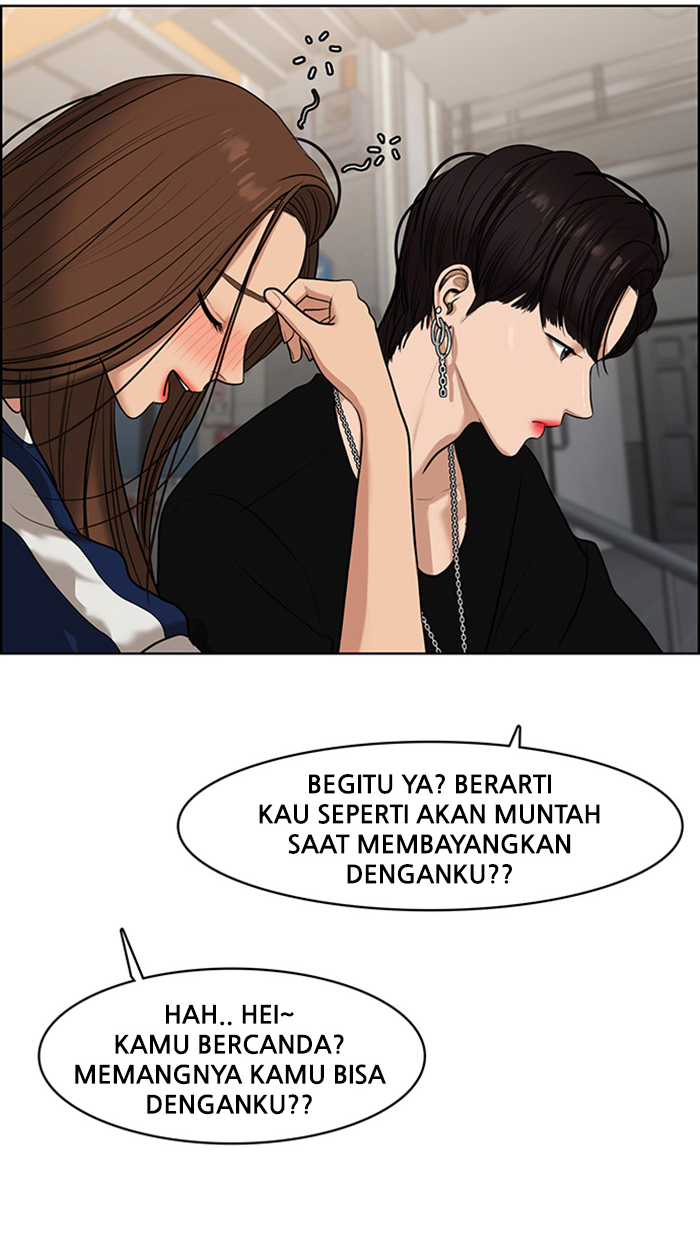 BEGITU YA? BERARTI
KAU SEPERTI AKAN MUNTAH
SAAT MEMBAYANGKAN
DENGANKU??
HAH.. HEI~
KAMU BERCANDA?
MEMANGNYA KAMU BISA
DENGANKU??